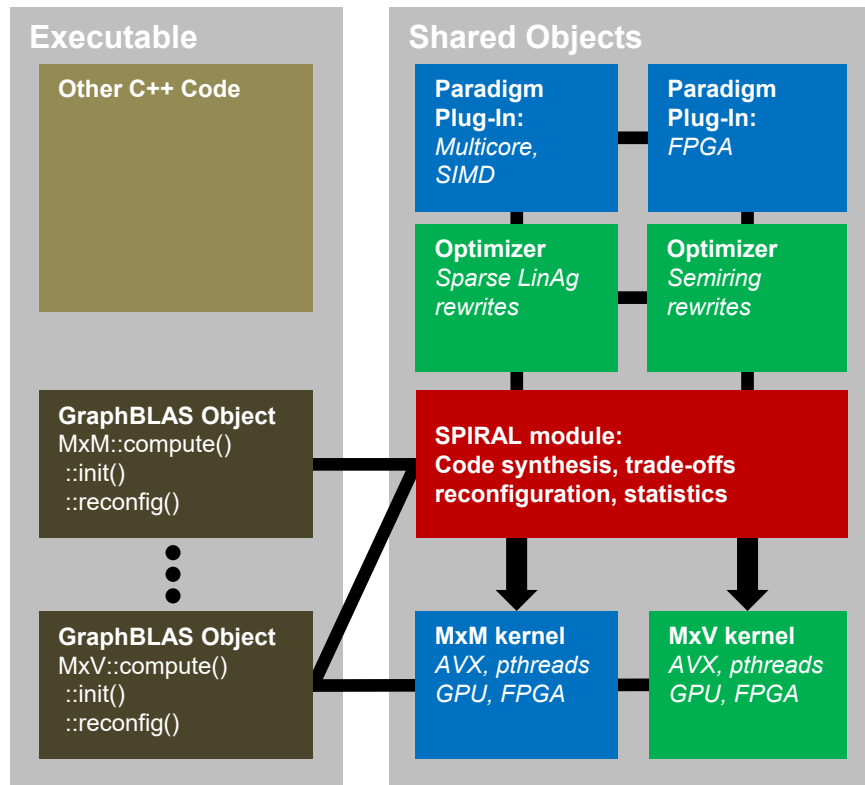 Executable
Other C++ Code
GraphBLAS Object
MxM::compute()
::init()
::reconfig()
GraphBLAS Object
MxV::compute()
::init()
::reconfig()
Shared Objects
Paradigm
Plug-In:
Multicore,
SIMD
Paradigm
Plug-In:
FPGA
Optimizer
Sparse LinAg
rewrites
Optimizer
Semiring
rewrites
SPIRAL module:
Code synthesis, trade-offs
reconfiguration, statistics
MxM kernel
AVX, pthreads
GPU, FPGA
MxV kernel
AVX, pthreads
GPU, FPGA